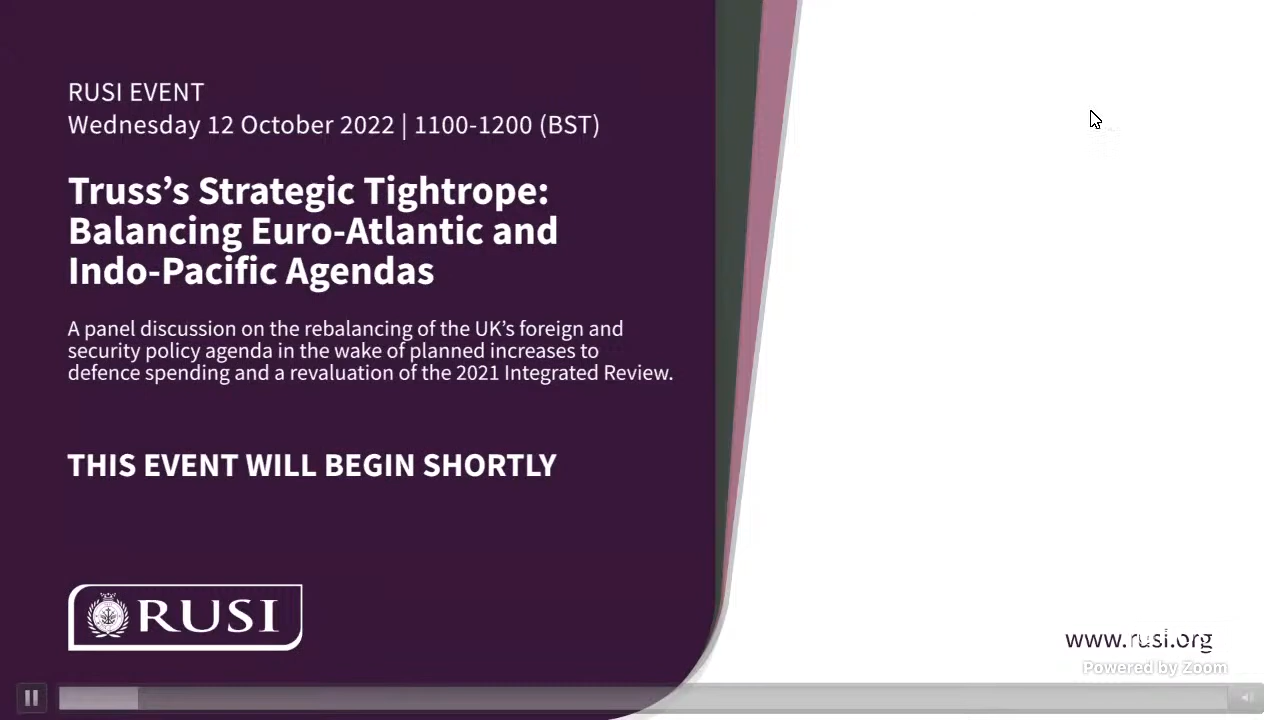 RUSI EVENT
Wednesday 12 October 2022 | 1100-1200 (BST)
Truss’s Strategic Tightrope:
Balancing Euro-Atlantic and
Indo-Pacific Agendas
A panel discussion on the rebalancing of the UK’s foreign and
security policy agenda in the wake of planned increases to
defence spending and a revaluation of the 2021 Integrated Review.
THIS EVENT WILL BEGIN SHORTLY
RUSI
www.rusi.org
Powered by Zoom